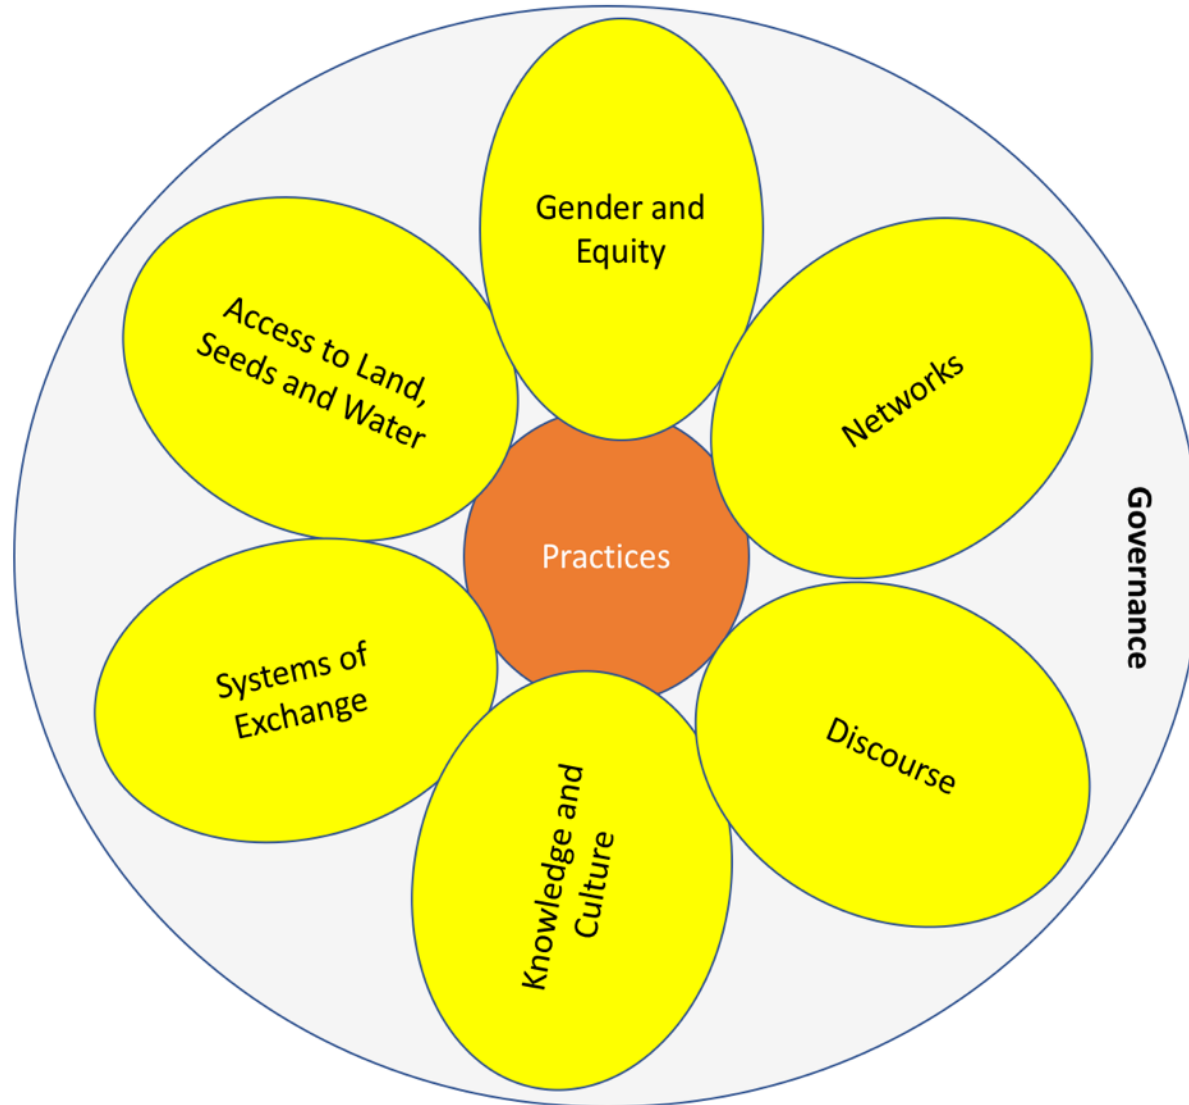 Gender and
Equity
Access to Land,
Seeds and Water
Networks
Governance
Practices
Systems of
Exchange
Discourse
Knowledge and
Culture